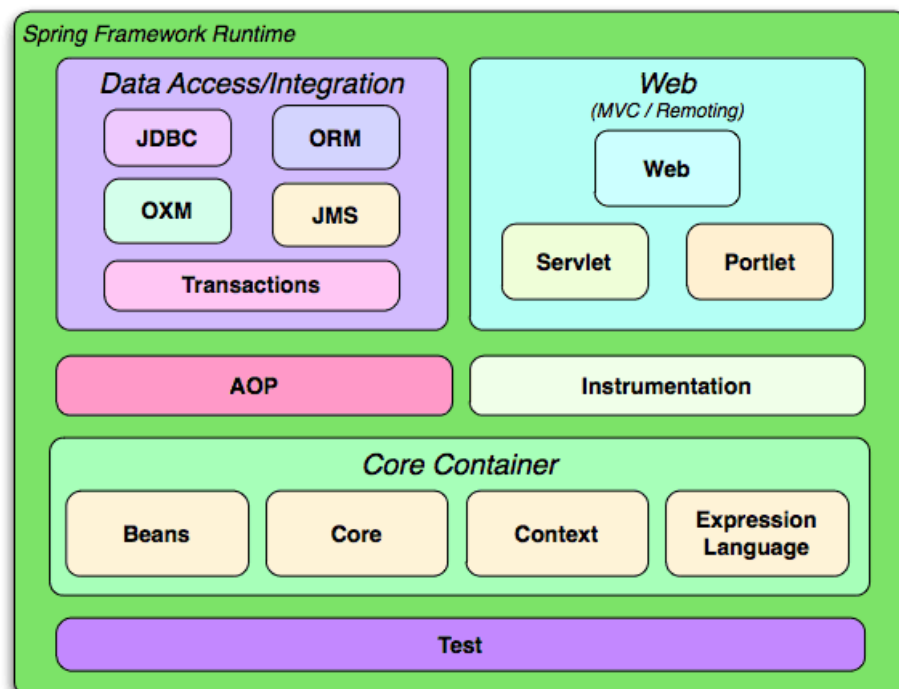 Spring Framework Runtime
Data Access/Integration
JDBC
ORM
OXM
JMS
Transactions
Web
(MVC / Remoting)
Web
Servlet
Portlet
AOP
Instrumentation
Core Container
Beans
Core
Context
Expression
Language
Test